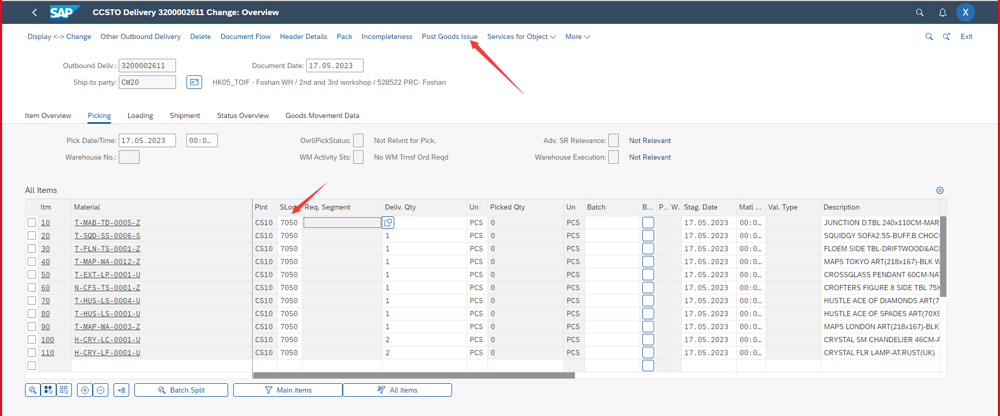 SAP CCSTO Delivery 3200002611 Change: Overview X
Display <-> Change Other Outbound Delivery Delete Document Flow Header Details Pack Incompleteness Post Goods Issue Services for Object More Exit
Outbound Deliv.: 3200002611 Document Date: 17.05.2023
Ship-to party: CW20 HK05_TOIF - Foshan WH / 2nd and 3rd workshop / 528522 PRC- Foshan
Item Overview Picking Loading Shipment Status Overview Goods Movement Data
Pick Date/Time: 17.05.2023 00:0... OvrllPickStatus: Not Relvnt for Pick. Adv. SR Relevance: Not Relevant
Warehouse No.: WM Activity Sts: No WM Trnsf Ord Reqd Warehouse Execution: Not Relevant
All Items
Itm Material Plnt SLoc Req. Segment Deliv. Qty Un Picked Qty Un Batch B... P.. W. Stag. Date Matl ... Val. Type Description
10 T-MAB-TD-0005-Z CS10 7050 PCS 0 PCS 17.05.2023 00:0... JUNCTION D.TBL 240x110CM-MAR
20 T-SQD-SS-0006-S CS10 7050 1 PCS 0 PCS 17.05.2023 00:0... SQUIDGY SOFA2.5S-BUFF.B.CHOC
30 T-FLN-TS-0001-Z CS10 7050 1 PCS 0 PCS 17.05.2023 00:0... FLOEM SIDE TBL-DRIFTWOOD&AC
40 T-MAP-WA-0012-Z CS10 7050 1 PCS 0 PCS 17.05.2023 00:0... MAPS TOKYO ART(218x167)-BLK W
50 T-EXT-LP-0001-U CS10 7050 1 PCS 0 PCS 17.05.2023 00:0... CROSSGLASS PENDANT 60CM-NA
60 N-CFS-TS-0001-Z CS10 7050 1 PCS 0 PCS 17.05.2023 00:0... CROFTERS FIGURE 8 SIDE TBL 75X
70 T-HUS-LS-0004-U CS10 7050 1 PCS 0 PCS 17.05.2023 00:0... HUSTLE ACE OF DIAMONDS ART(7
80 T-HUS-LS-0001-U CS10 7050 1 PCS 0 PCS 17.05.2023 00:0... HUSTLE ACE OF SPADES ART(70X9
90 T-MAP-WA-0003-Z CS10 7050 1 PCS 0 PCS 17.05.2023 00:0... MAPS LONDON ART(218x167)-BLK
100 H-CRY-LC-0001-U CS10 7050 2 PCS 0 PCS 17.05.2023 00:0... CRYSTAL SM CHANDELIER 46CM-A
110 H-CRY-LF-0001-U CS10 7050 2 PCS 0 PCS 17.05.2023 00:0... CRYSTAL FLR LAMP-AT.RUST(UK)
Batch Split Main items All items